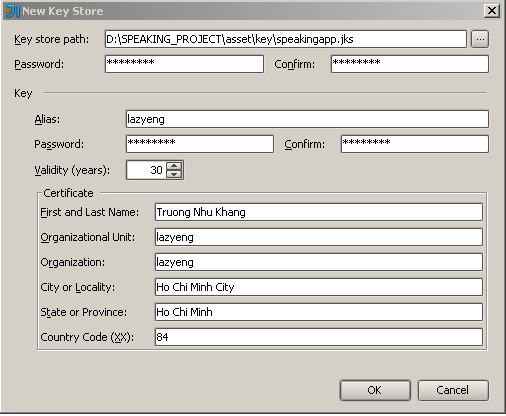 New Key Store
Key store path: D:\SPEAKING_PROJECT\asset\key\speakingapp.jks ...
Password: ******** Confirm: ********
Key
Alias: lazyeng
Password: ******** Confirm: ********
Validity (years): 30
Certificate
First and Last Name: Truong Nhu Khang
Organizational Unit: lazyeng
Organization: lazyeng
City or Locality: Ho Chi Minh City
State or Province: Ho Chi Minh
Country Code (XX): 84
OK Cancel